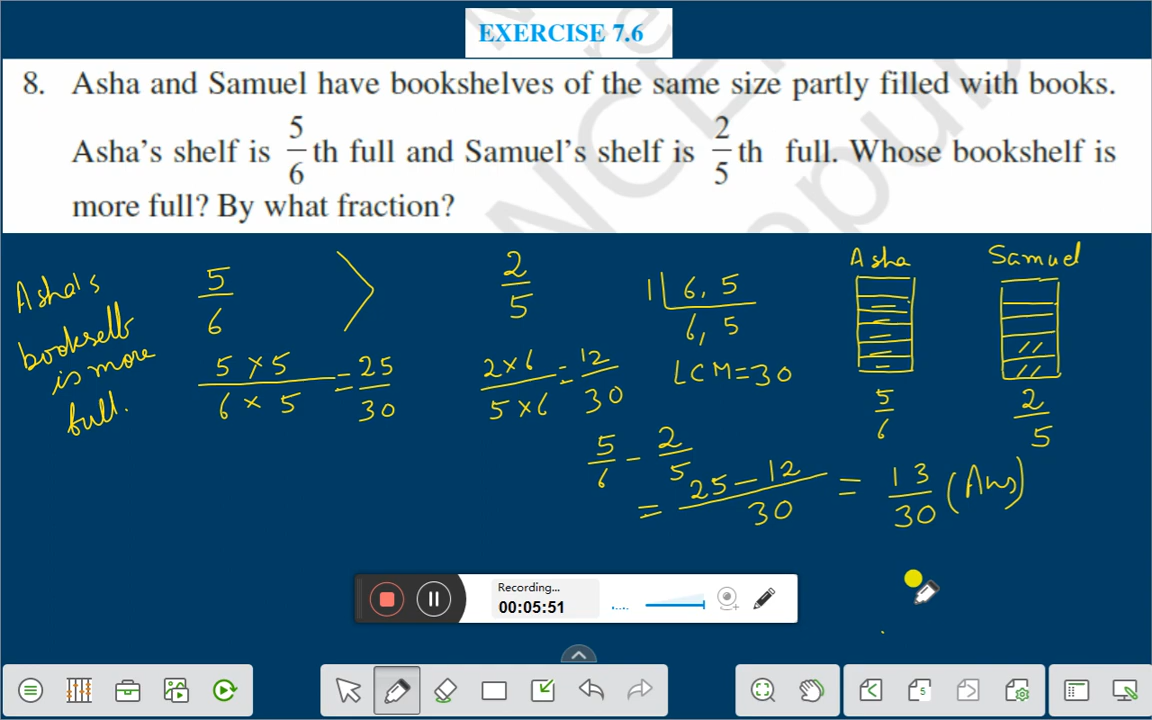 EXERCISE 7.6
8. Asha and Samuel have bookshelves of the same size partly filled with books.
Asha's shelf is 5/6 th full and Samuel's shelf is 2/5 th full. Whose bookshelf is
more full? By what fraction?
Asha's
is more
full.
5/6 > 2/5
5 × 5 / 6 × 5 = 25/30
2 × 6 / 5 × 6 = 12/30
1 | 6, 5
6, 5
LCM = 30
Asha
5/6
Samuel
2/5
5/6 - 2/5
= 25 - 12 / 30 = 13/30 (Ans)
Recording...
00:05:51
5